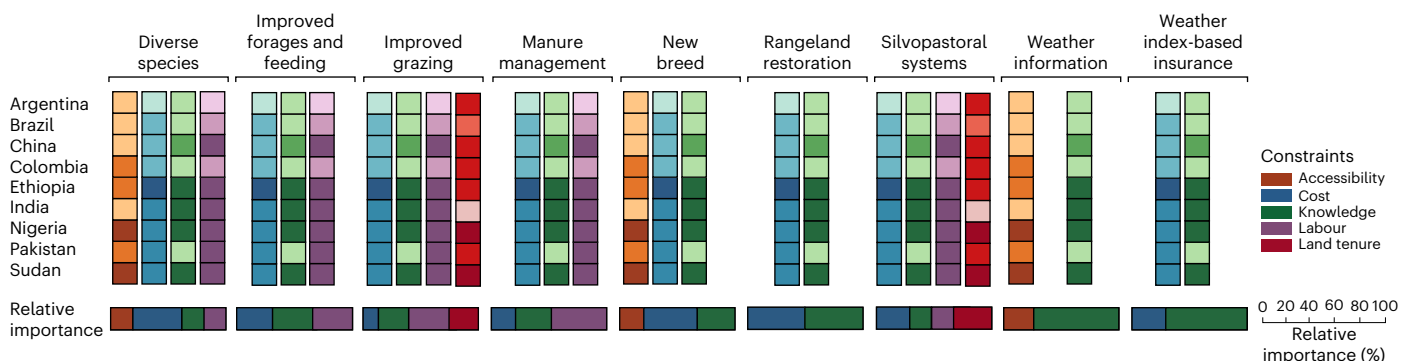 Diverse
species
Improved
forages and
feeding
Improved
grazing
Manure
management
New
breed
Rangeland
restoration
Silvopastoral
systems
Weather
information
Weather
index-based
insurance
Argentina
Brazil
China
Colombia
Ethiopia
India
Nigeria
Pakistan
Sudan
Relative
importance
Constraints
Accessibility
Cost
Knowledge
Labour
Land tenure
0 20 40 60 80 100
Relative
importance (%)